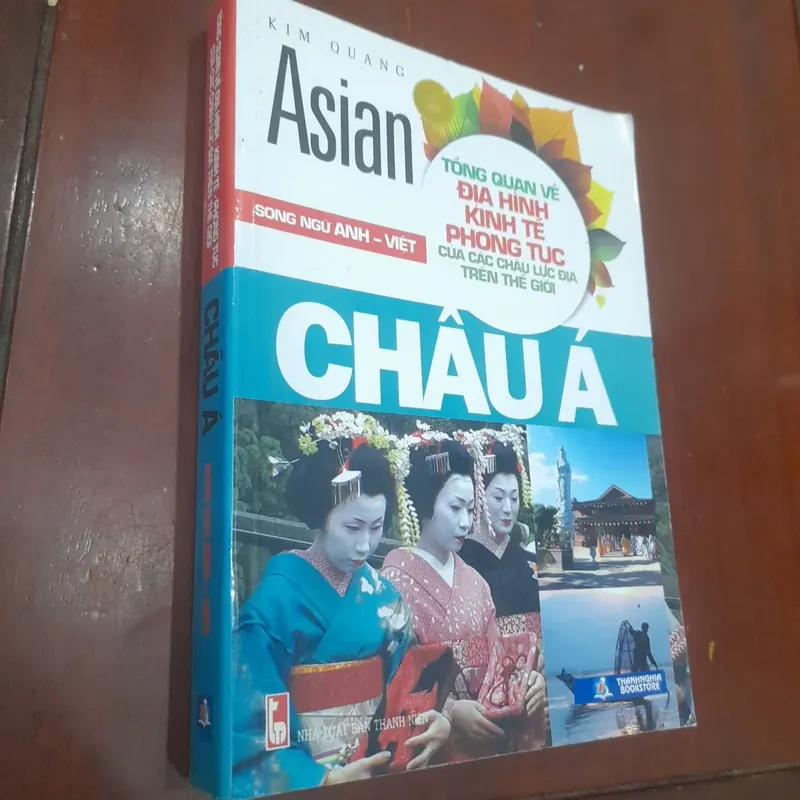 KIM QUANG
Asian
TỔNG QUAN VỀ
ĐỊA HÌNH
KINH TẾ
PHONG TỤC
CỦA CÁC CHÂU LỤC ĐỊA
TRÊN THẾ GIỚI
SONG NGỮ ANH – VIỆT
CHÂU Á
NHÀ XUẤT BẢN THANH NIÊN
THANHNGHIA
BOOKSTORE
CHÂU Á